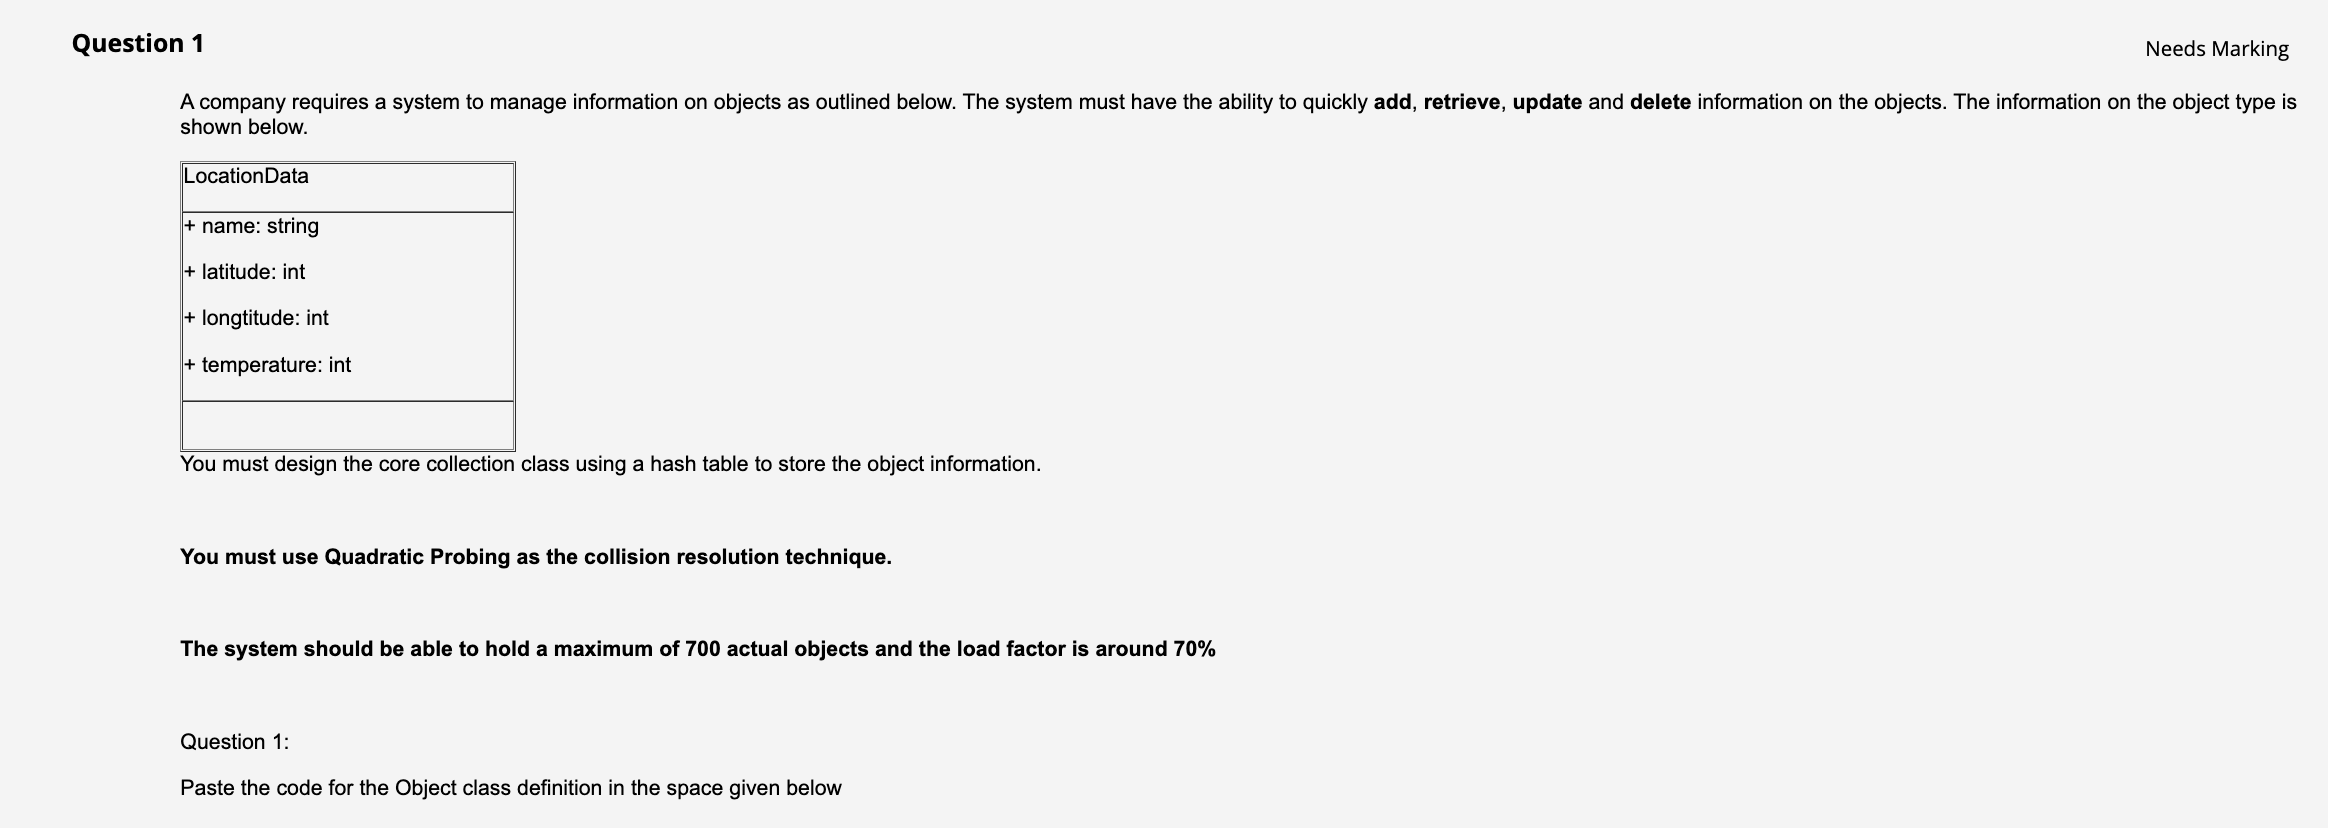 Question 1
Needs Marking
A company requires a system to manage information on objects as outlined below. The system must have the ability to quickly add, retrieve, update and delete information on the objects. The information on the object type is
shown below.
LocationData
+ name: string
+ latitude: int
+ longtitude: int
+ temperature: int
You must design the core collection class using a hash table to store the object information.
You must use Quadratic Probing as the collision resolution technique.
The system should be able to hold a maximum of 700 actual objects and the load factor is around 70%
Question 1:
Paste the code for the Object class definition in the space given below